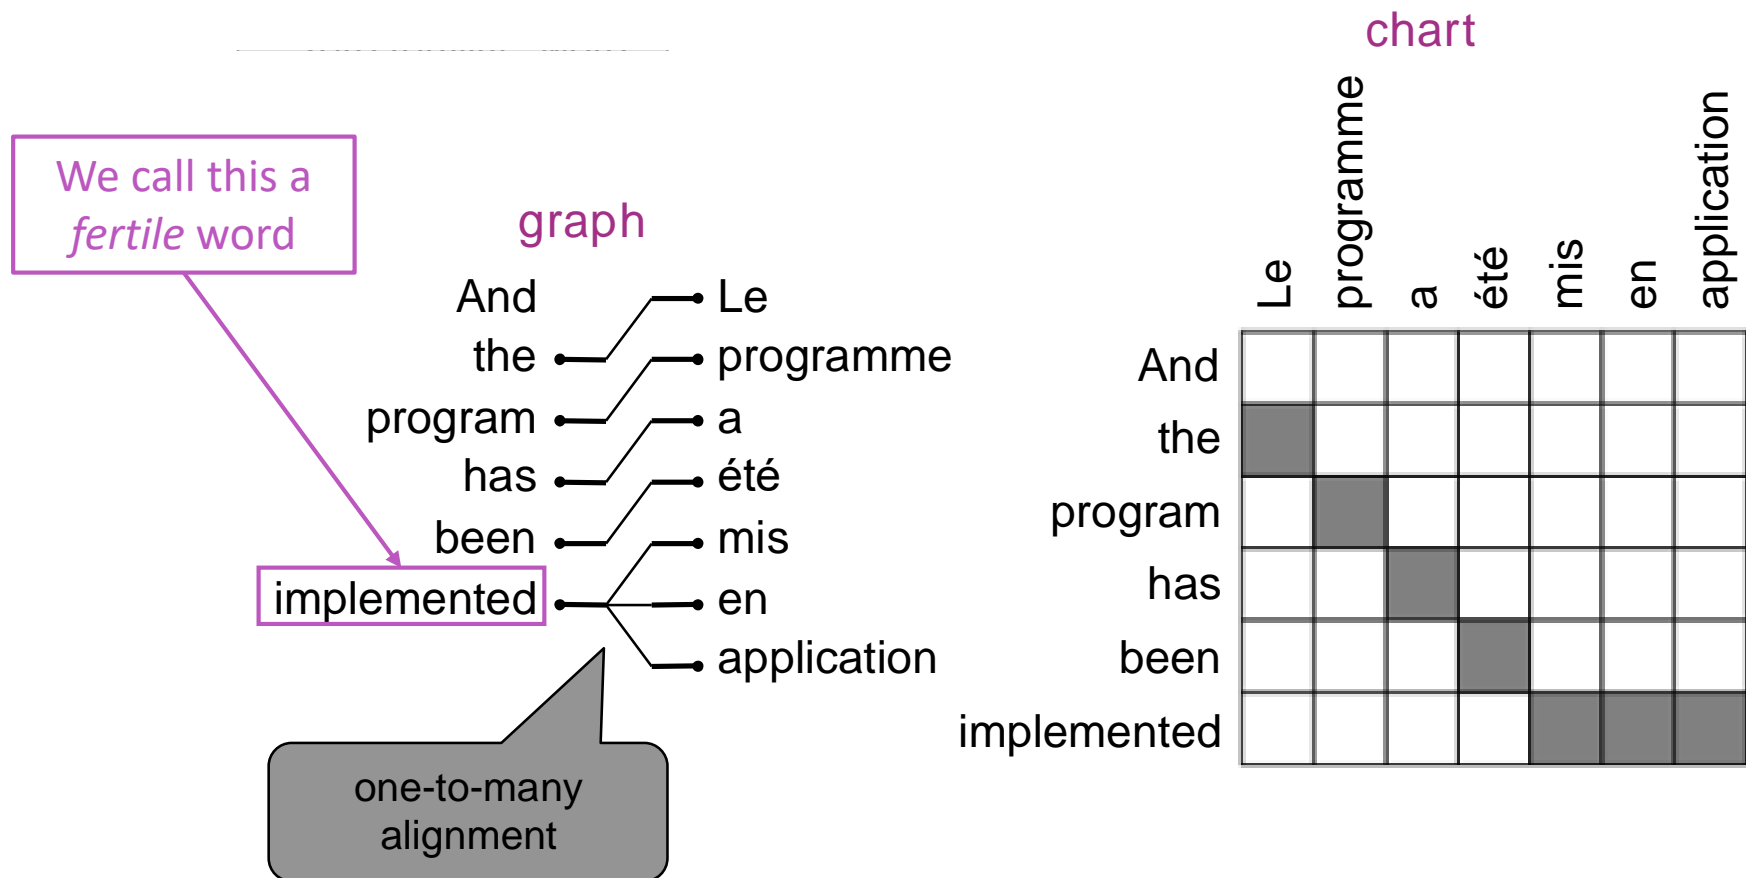 chart
We call this a
fertile word
graph
And
the
program
has
been
implemented
Le
programme
a
été
mis
en
application
one-to-many
alignment
Le
programme
a
été
mis
en
application
And
the
program
has
been
implemented